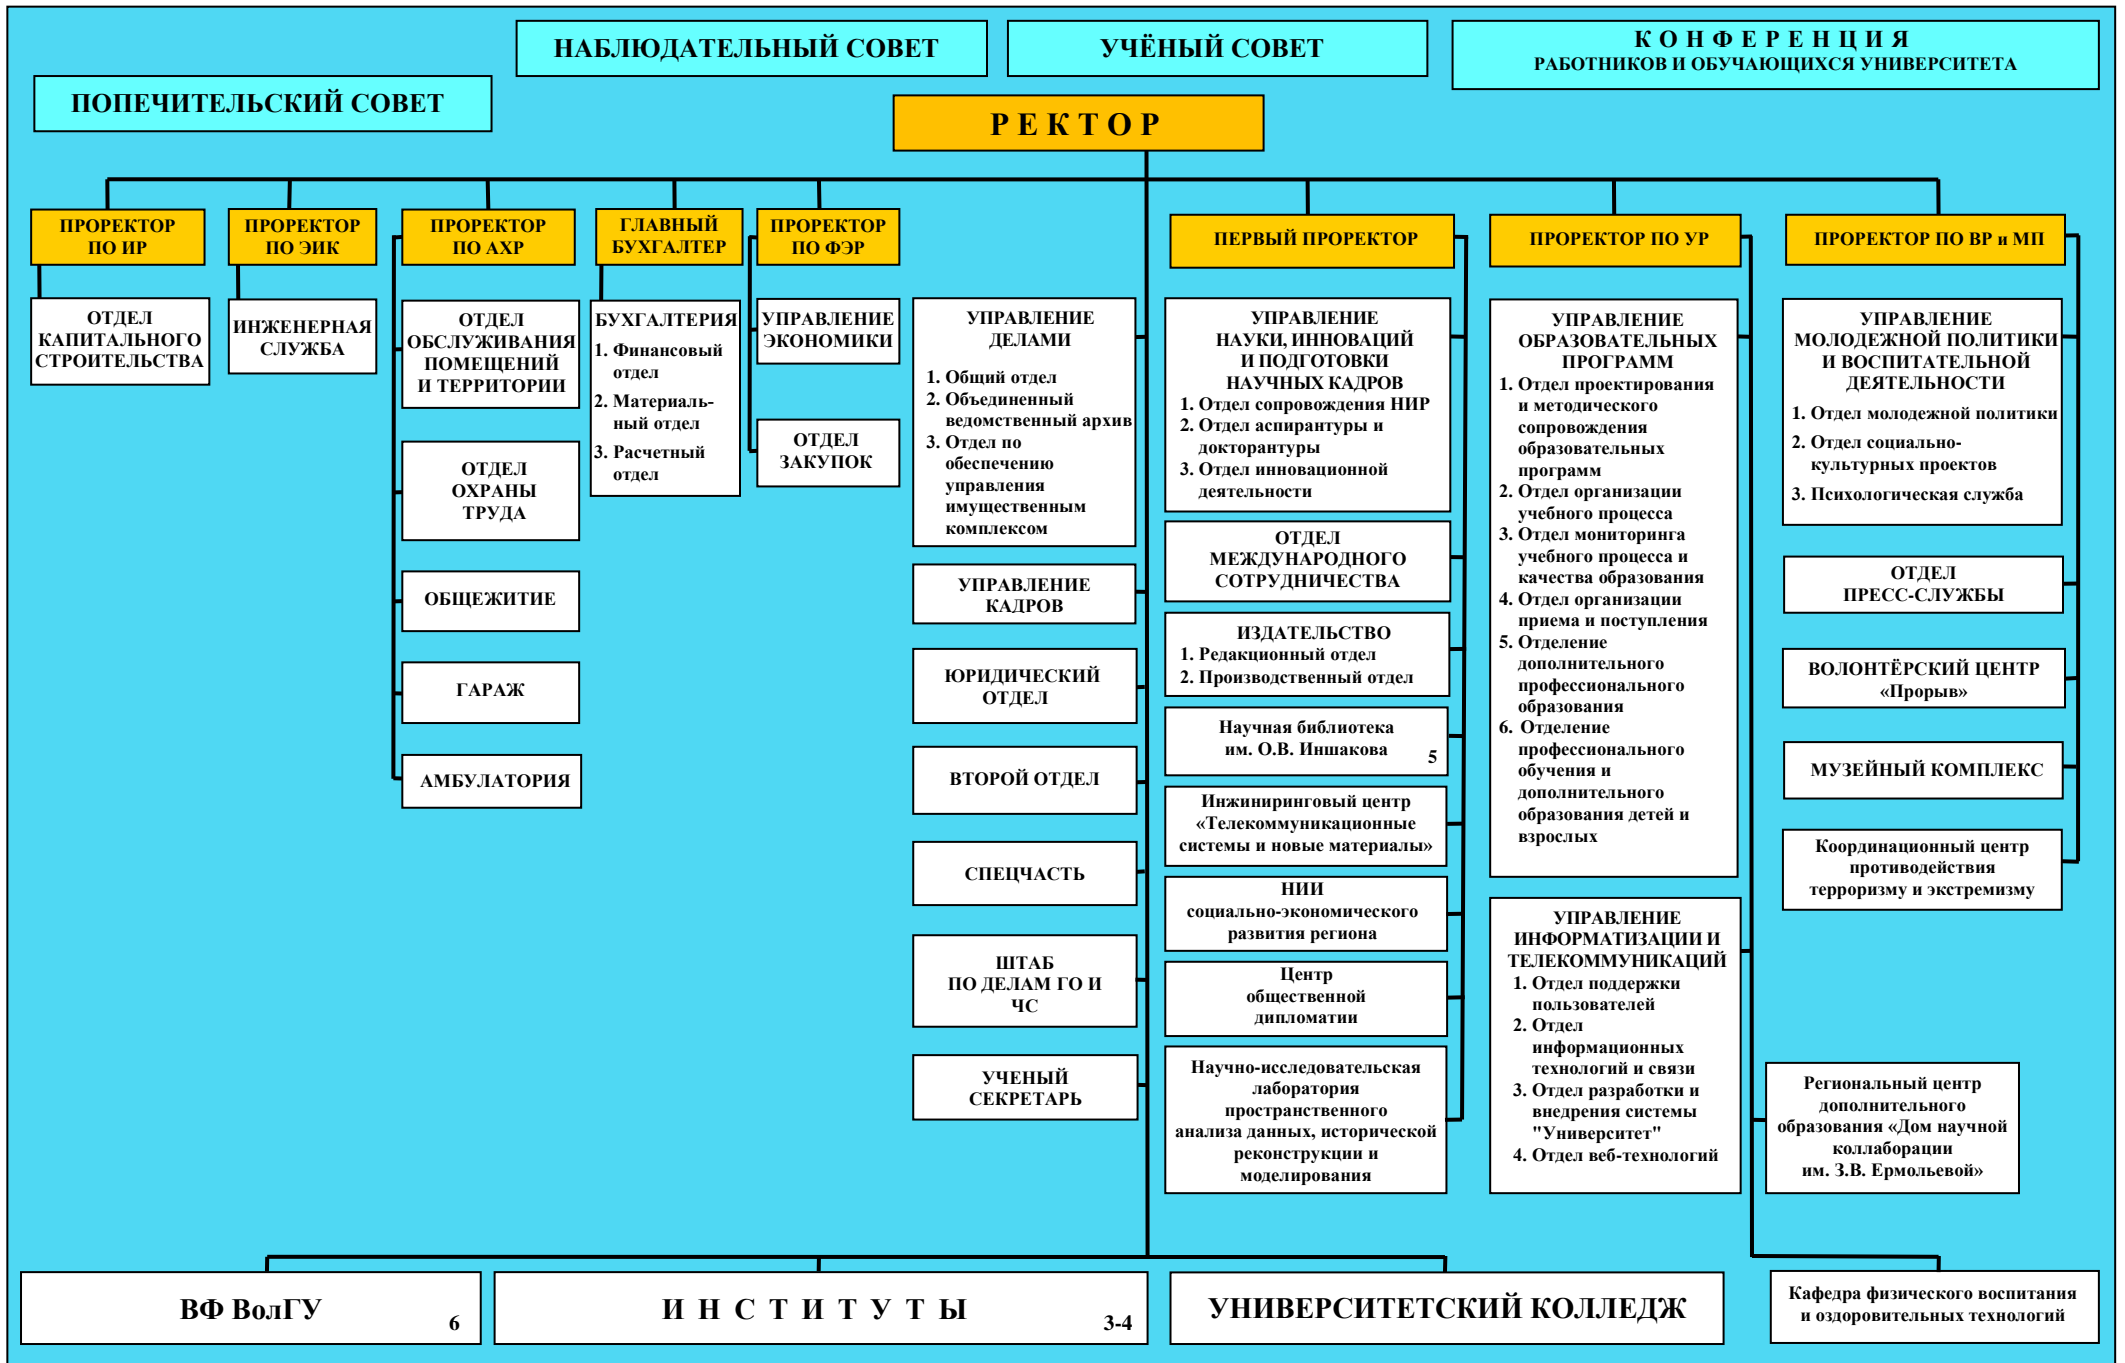 НАБЛЮДАТЕЛЬНЫЙ СОВЕТ
УЧЁНЫЙ СОВЕТ
К О Н Ф Е Р Е Н Ц И Я
РАБОТНИКОВ И ОБУЧАЮЩИХСЯ УНИВЕРСИТЕТА
ПОПЕЧИТЕЛЬСКИЙ СОВЕТ
Р Е К Т О Р
ПРОРЕКТОР
ПО ИР
ПРОРЕКТОР
ПО ЭИК
ПРОРЕКТОР
ПО АХР
ГЛАВНЫЙ
БУХГАЛТЕР
ПРОРЕКТОР
ПО ФЭР
ПЕРВЫЙ ПРОРЕКТОР
ПРОРЕКТОР ПО УР
ПРОРЕКТОР ПО ВР и МП
ОТДЕЛ
КАПИТАЛЬНОГО
СТРОИТЕЛЬСТВА
ИНЖЕНЕРНАЯ
СЛУЖБА
ОТДЕЛ
ОБСЛУЖИВАНИЯ
ПОМЕЩЕНИЙ
И ТЕРРИТОРИИ
ОТДЕЛ
ОХРАНЫ
ТРУДА
ОБЩЕЖИТИЕ
ГАРАЖ
АМБУЛАТОРИЯ
БУХГАЛТЕРИЯ
1. Финансовый
отдел
2. Материаль-
ный отдел
3. Расчетный
отдел
УПРАВЛЕНИЕ
ЭКОНОМИКИ
ОТДЕЛ
ЗАКУПОК
УПРАВЛЕНИЕ
ДЕЛАМИ
1. Общий отдел
2. Объединенный
ведомственный архив
3. Отдел по
обеспечению
управления
имущественным
комплексом
УПРАВЛЕНИЕ
КАДРОВ
ЮРИДИЧЕСКИЙ
ОТДЕЛ
ВТОРОЙ ОТДЕЛ
СПЕЦЧАСТЬ
ШТАБ
ПО ДЕЛАМ ГО И
ЧС
УЧЕНЫЙ
СЕКРЕТАРЬ
УПРАВЛЕНИЕ
НАУКИ, ИННОВАЦИЙ
И ПОДГОТОВКИ
НАУЧНЫХ КАДРОВ
1. Отдел сопровождения НИР
2. Отдел аспирантуры и
докторантуры
3. Отдел инновационной
деятельности
ОТДЕЛ
МЕЖДУНАРОДНОГО
СОТРУДНИЧЕСТВА
ИЗДАТЕЛЬСТВО
1. Редакционный отдел
2. Производственный отдел
Научная библиотека
им. О.В. Иншакова
5
Инжиниринговый центр
«Телекоммуникационные
системы и новые материалы»
НИИ
социально-экономического
развития региона
Центр
общественной
дипломатии
Научно-исследовательская
лаборатория
пространственного
анализа данных, исторической
реконструкции и
моделирования
УПРАВЛЕНИЕ
ОБРАЗОВАТЕЛЬНЫХ
ПРОГРАММ
1. Отдел проектирования
и методического
сопровождения
образовательных
программ
2. Отдел организации
учебного процесса
3. Отдел мониторинга
учебного процесса и
качества образования
4. Отдел организации
приема и поступления
5. Отделение
дополнительного
профессионального
образования
6. Отделение
профессионального
обучения и
дополнительного
образования детей и
взрослых
УПРАВЛЕНИЕ
ИНФОРМАТИЗАЦИИ И
ТЕЛЕКОММУНИКАЦИЙ
1. Отдел поддержки
пользователей
2. Отдел
информационных
технологий и связи
3. Отдел разработки и
внедрения системы
"Университет"
4. Отдел веб-технологий
УПРАВЛЕНИЕ
МОЛОДЕЖНОЙ ПОЛИТИКИ
И ВОСПИТАТЕЛЬНОЙ
ДЕЯТЕЛЬНОСТИ
1. Отдел молодежной политики
2. Отдел социально-
культурных проектов
3. Психологическая служба
ОТДЕЛ
ПРЕСС-СЛУЖБЫ
ВОЛОНТЁРСКИЙ ЦЕНТР
«Прорыв»
МУЗЕЙНЫЙ КОМПЛЕКС
Координационный центр
противодействия
терроризму и экстремизму
Региональный центр
дополнительного
образования «Дом научной
коллаборации
им. З.В. Ермольевой»
ВФ ВолГУ
6
И Н С Т И Т У Т Ы
3-4
УНИВЕРСИТЕТСКИЙ КОЛЛЕДЖ
Кафедра физического воспитания
и оздоровительных технологий